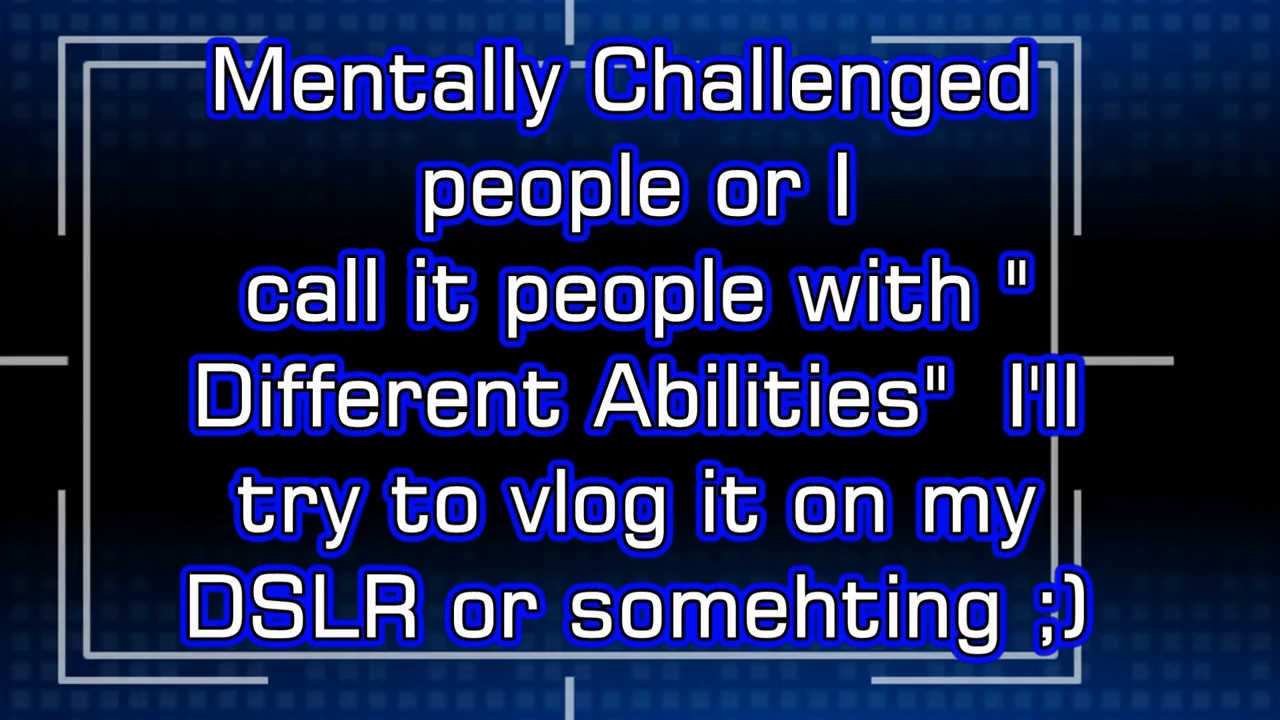 Mentally Challenged
people or I
call it people with "
Different Abilities"  I'll
try to vlog it on my
DSLR or somehting ;)